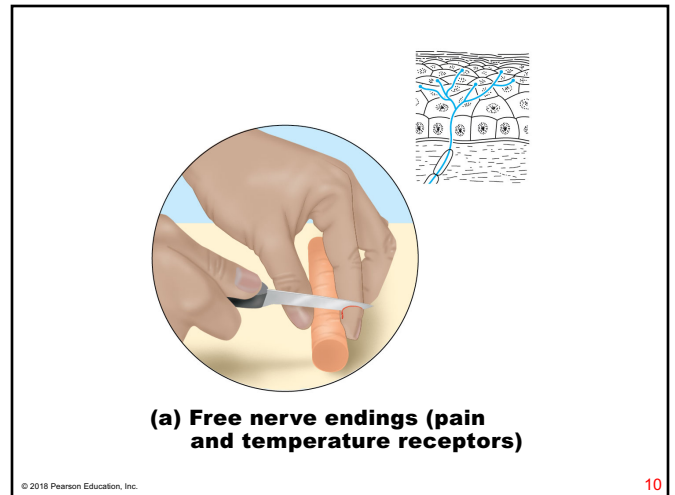 (a) Free nerve endings (pain
and temperature receptors)
© 2018 Pearson Education, Inc.
10